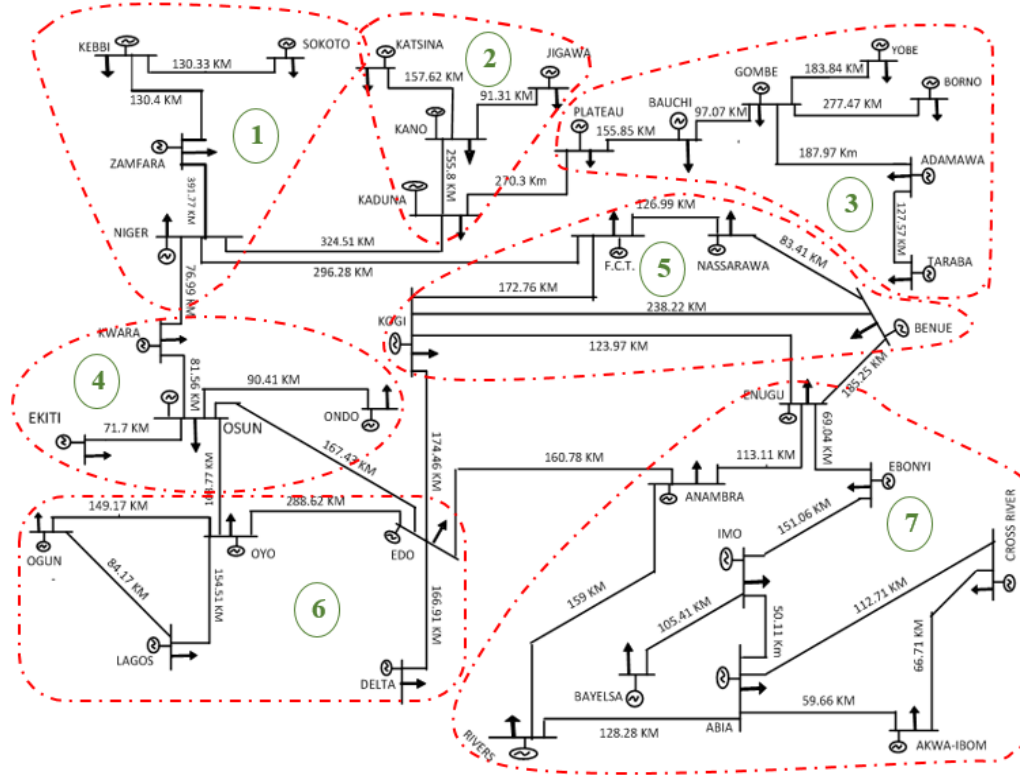 KEBBI
SOKOTO
130.33 KM
130.4 KM
ZAMFARA
1
391.77 KM
NIGER
76.99 KM
324.51 KM
296.28 KM
KATSINA
157.62 KM
2
JIGAWA
91.31 KM
KANO
255.8 KM
KADUNA
270.3 Km
PLATEAU
155.85 KM
BAUCHI
97.07 KM
GOMBE
183.84 KM
YOBE
277.47 KM
BORNO
187.97 Km
ADAMAWA
3
127.57 KM
TARABA
126.99 KM
F.C.T.
5
NASSARAWA
83.41 KM
172.76 KM
238.22 KM
KOGI
123.97 KM
BENUE
185.25 KM
KWARA
81.56 KM
4
90.41 KM
EKITI
71.7 KM
OSUN
ONDO
167.43 KM
174.46 KM
149.17 KM
288.62 KM
OGUN
OYO
EDO
84.17 KM
154.51 KM
6
166.91 KM
LAGOS
DELTA
ENUGU
69.04 KM
160.78 KM
113.11 KM
ANAMBRA
EBONYI
151.06 KM
IMO
7
CROSS RIVER
159 KM
105.41 KM
50.11 Km
112.71 KM
66.71 KM
BAYELSA
59.66 KM
ABIA
128.28 KM
RIVERS
AKWA-IBOM